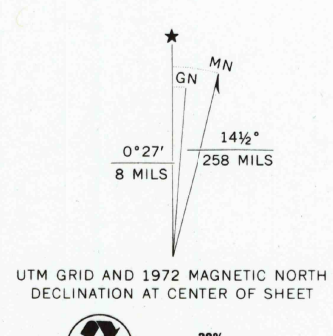 ★
MN
GN
0°27′
8 MILS
14½°
258 MILS
UTM GRID AND 1972 MAGNETIC NORTH
DECLINATION AT CENTER OF SHEET